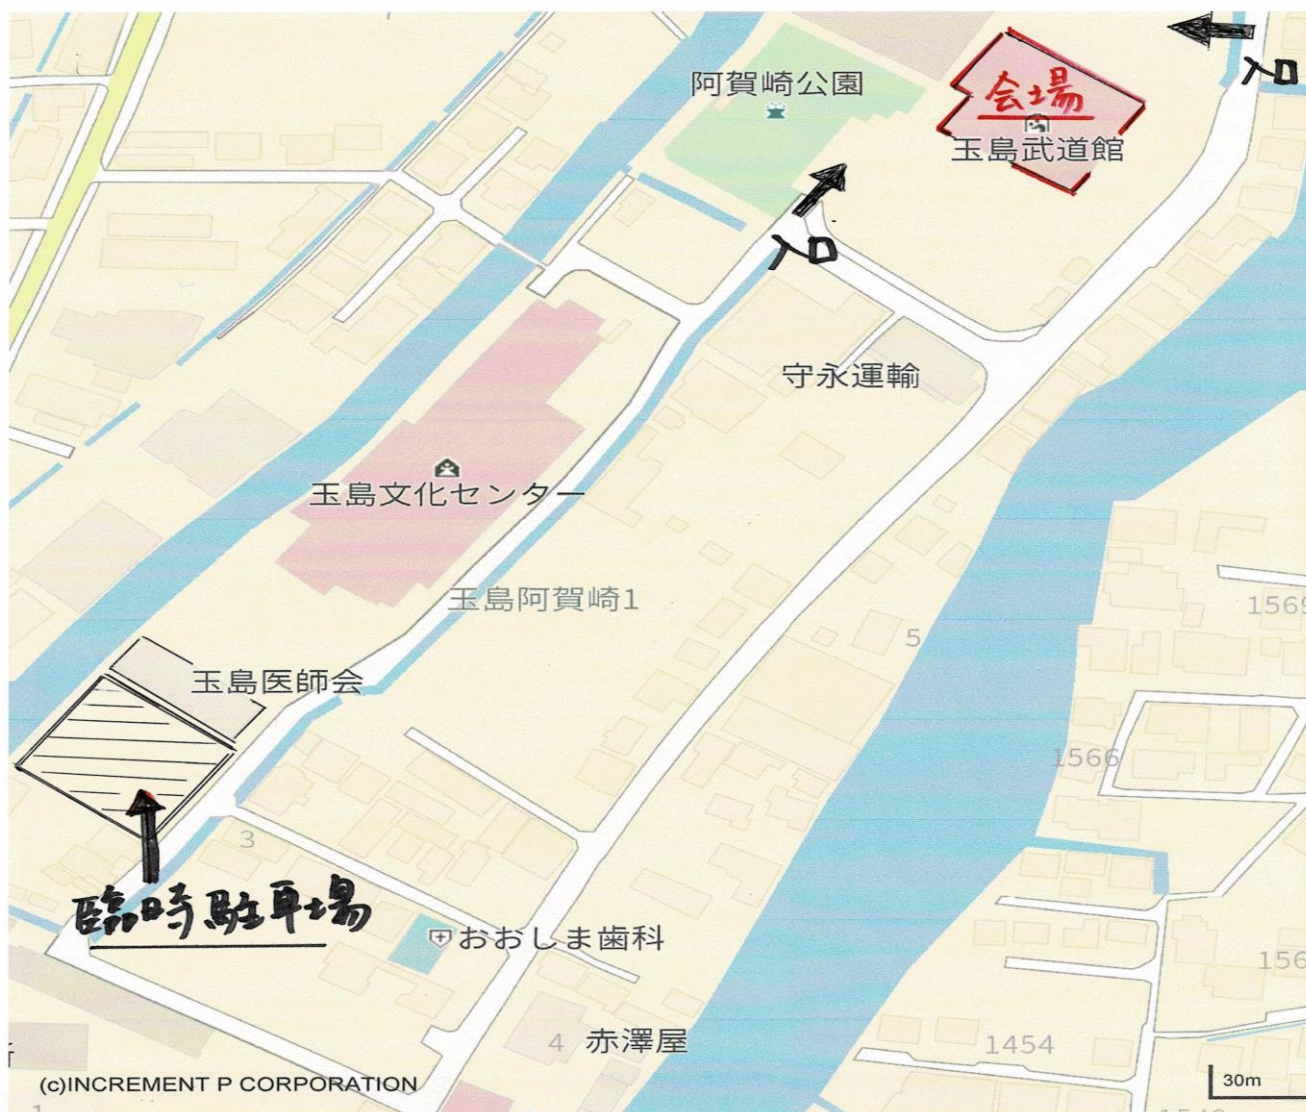 入口
阿賀崎公園
会場
玉島武道館
入口
守永運輸
玉島文化センター
玉島阿賀崎1
1569
5
玉島医師会
1566
3
臨時駐車場
おおしま歯科
156
4
赤澤屋
1454
(c)INCREMENT P CORPORATION
30m